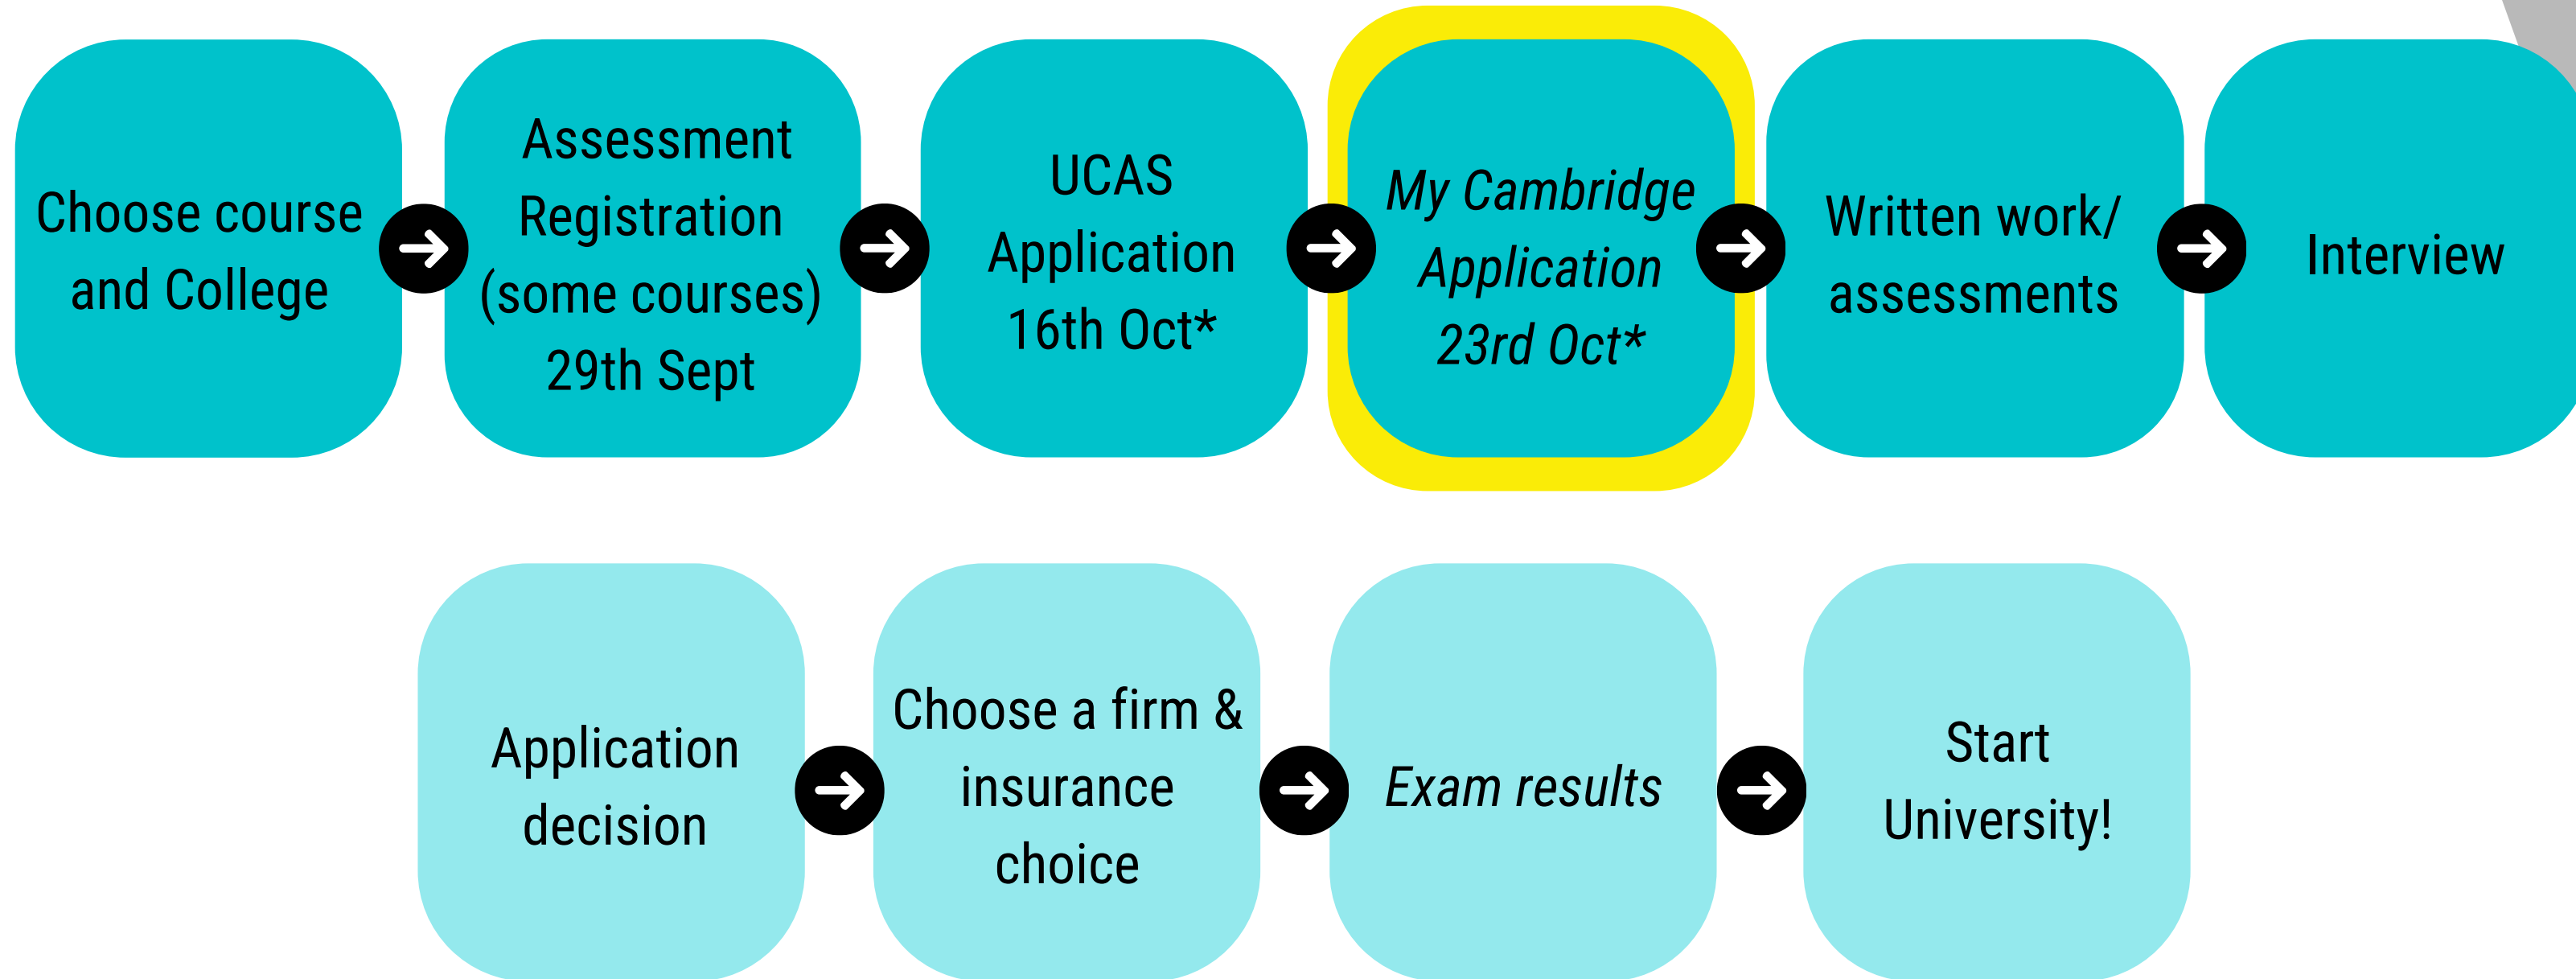 Choose course
and College
Assessment
Registration
(some courses)
29th Sept
UCAS
Application
16th Oct*
My Cambridge
Application
23rd Oct*
Written work/
assessments
Interview
Application
decision
Choose a firm &
insurance
choice
Exam results
Start
University!